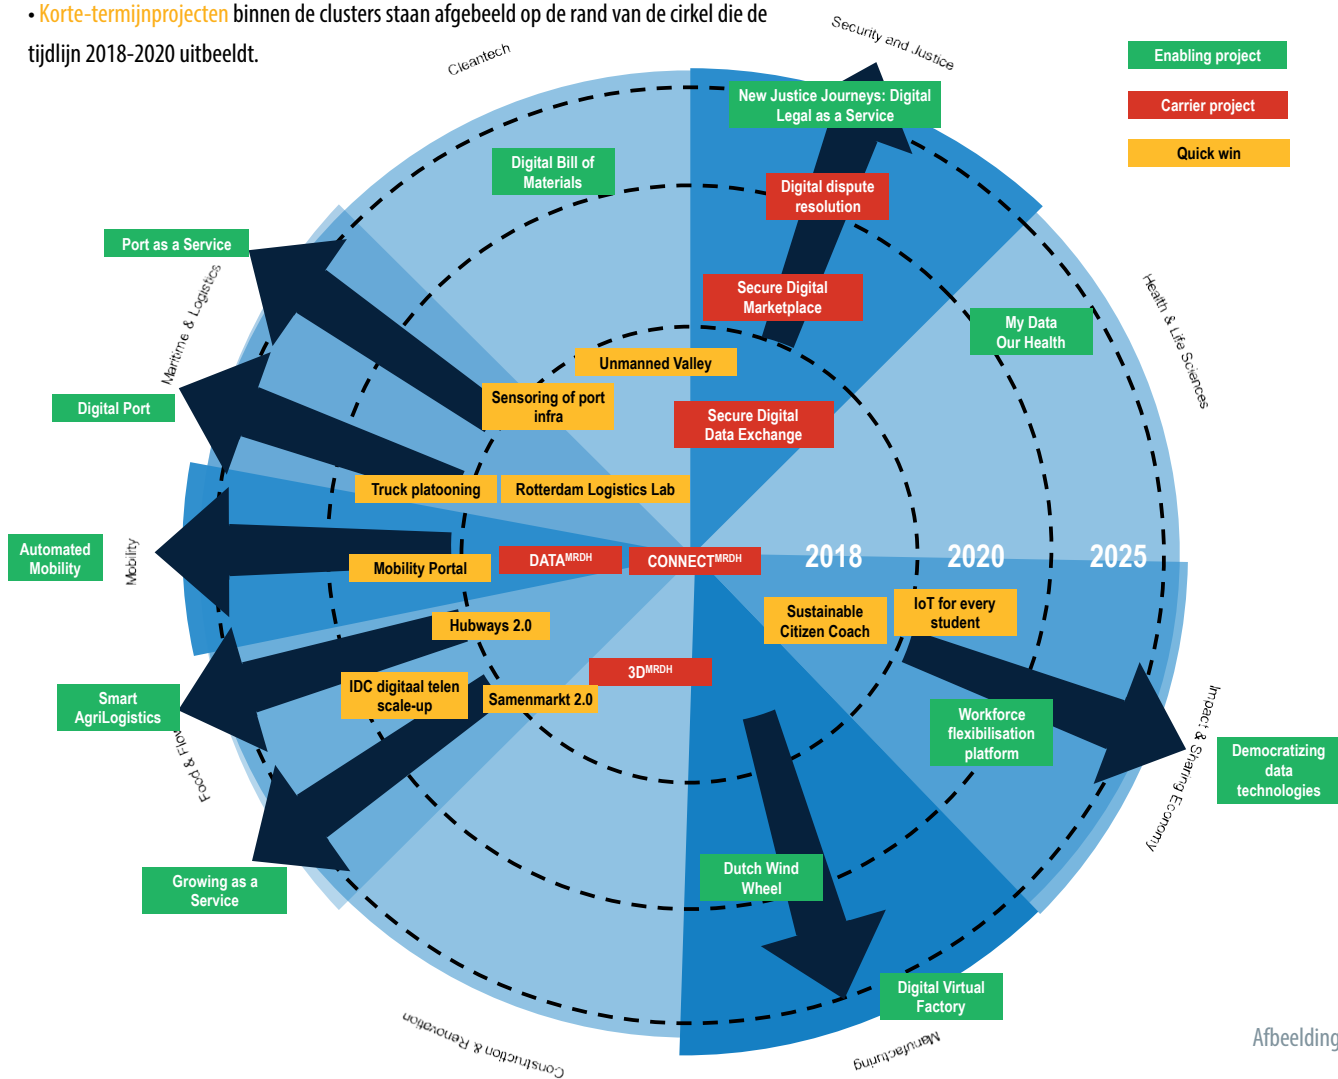 • Korte-termijnprojecten binnen de clusters staan afgebeeld op de rand van de cirkel die de
tijdlijn 2018-2020 uitbeeldt.
Enabling project
Carrier project
Quick win
Cleantech
Security and Justice
New Justice Journeys: Digital
Legal as a Service
Digital Bill of
Materials
Digital dispute
resolution
Port as a Service
Maritime & Logistics
Secure Digital
Marketplace
Health & Life Sciences
My Data
Our Health
Unmanned Valley
Sensoring of port
infra
Digital Port
Secure Digital
Data Exchange
Truck platooning
Rotterdam Logistics Lab
Automated
Mobility
Mobility
Mobility Portal
DATAMRDH
CONNECTMRDH
2018
2020
2025
Hubways 2.0
Sustainable
Citizen Coach
IoT for every
student
3DMRDH
Smart
AgriLogistics
IDC digitaal telen
scale-up
Samenmarkt 2.0
Food &
Workforce
flexibilisation
platform
Impact & Sharing Economy
Democratizing
data
technologies
Growing as a
Service
Dutch Wind
Wheel
Digital Virtual
Factory
Construction & Renovation
Manufacturing
Afbeelding